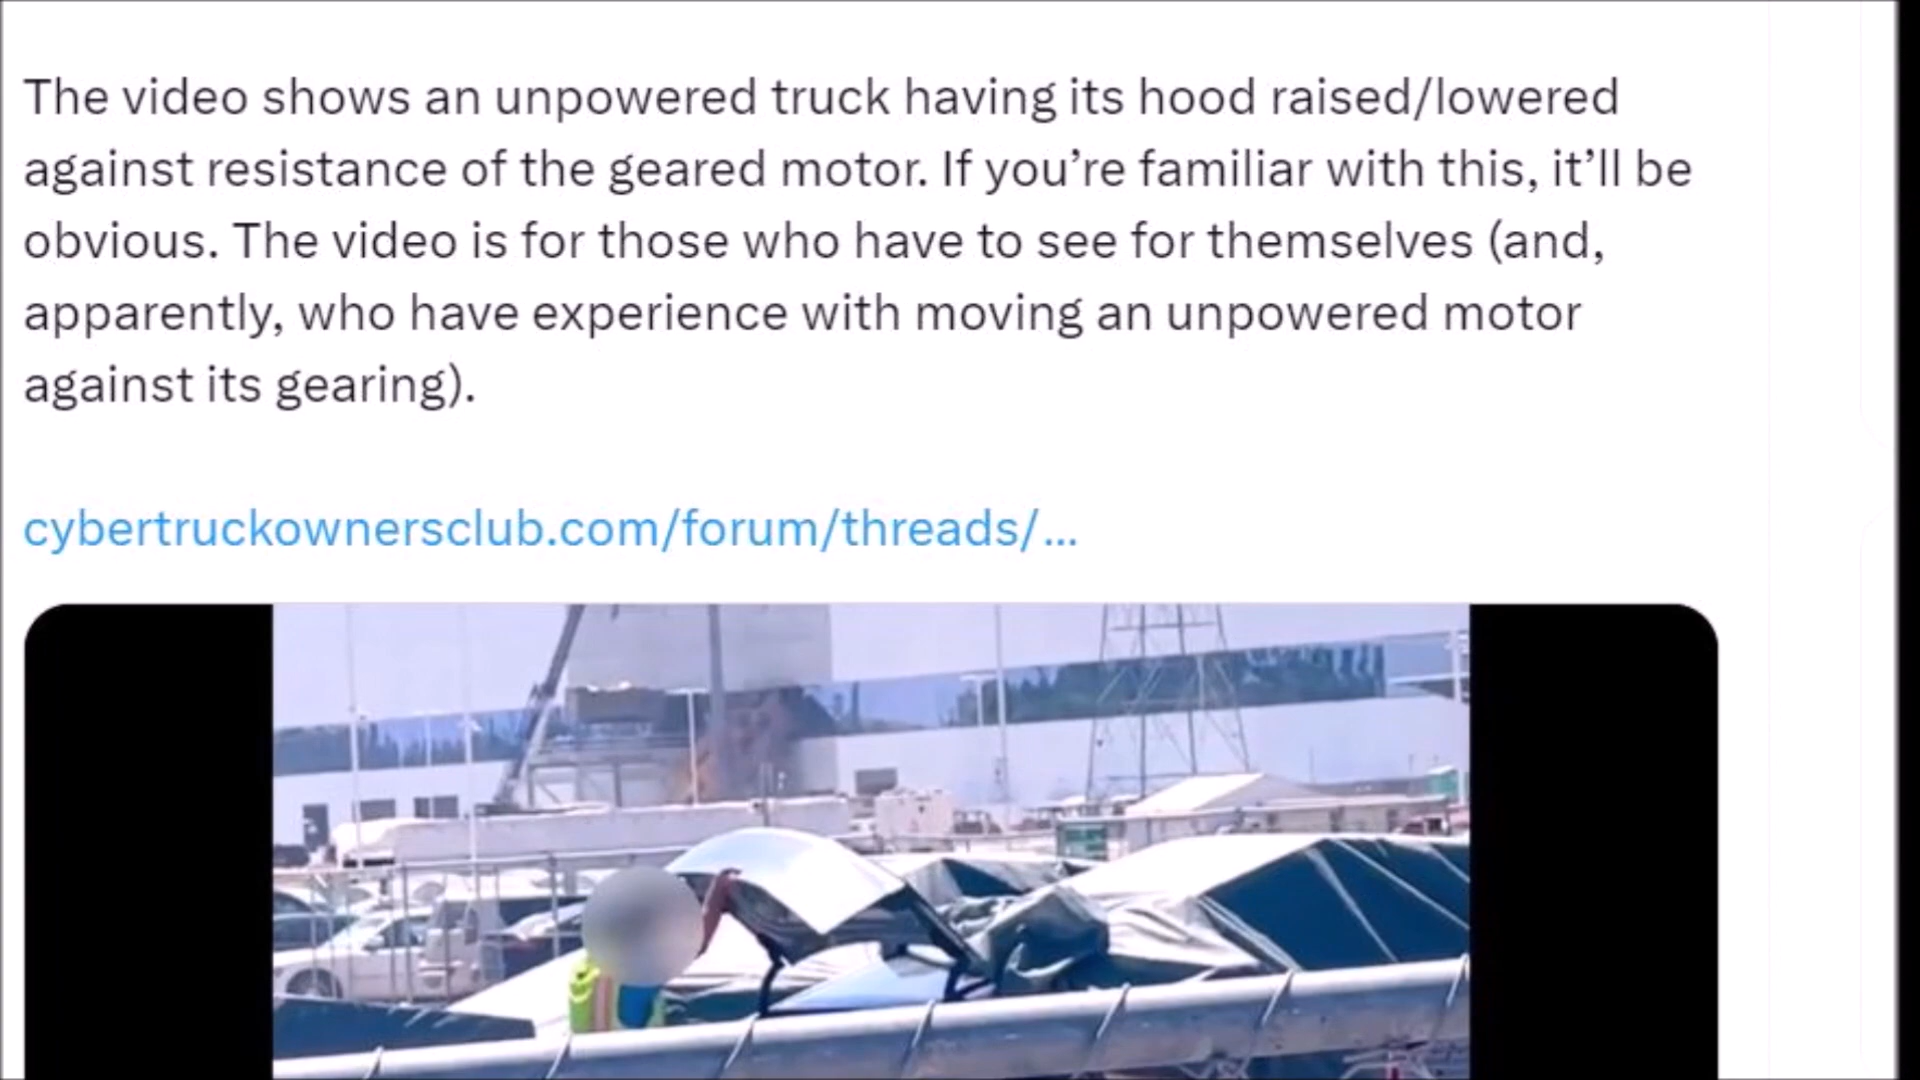 The video shows an unpowered truck having its hood raised/lowered
against resistance of the geared motor. If you’re familiar with this, it’ll be
obvious. The video is for those who have to see for themselves (and,
apparently, who have experience with moving an unpowered motor
against its gearing).
cybertruckownersclub.com/forum/threads/…